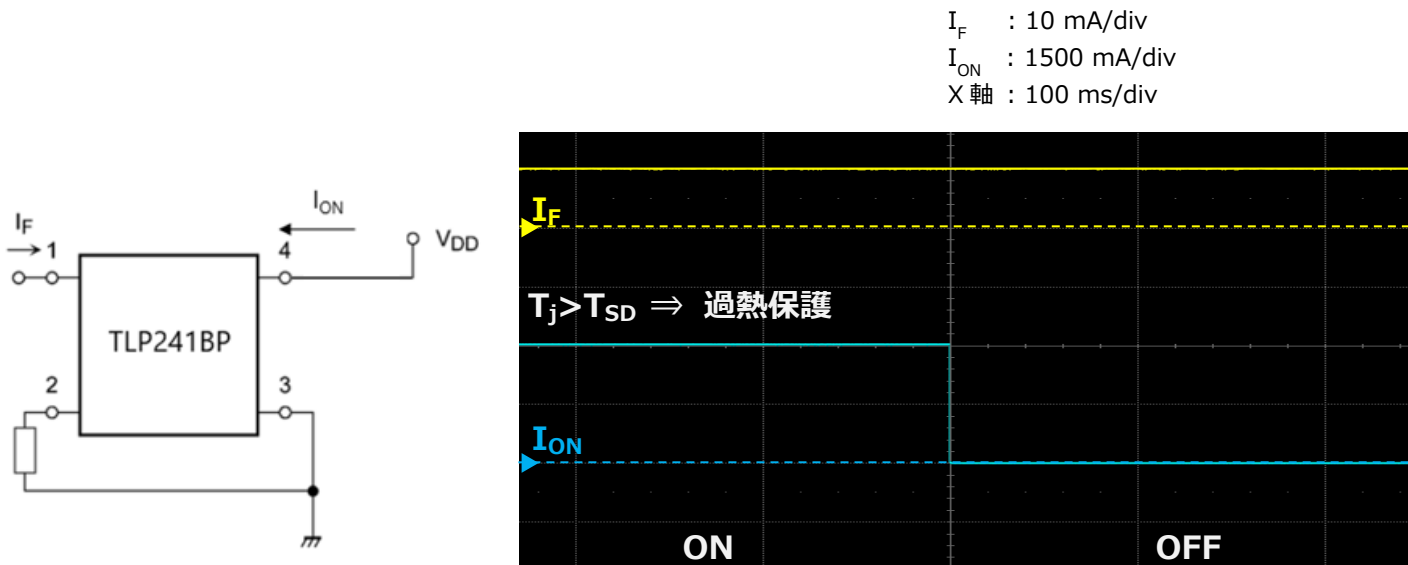 I_F : 10 mA/div
I_ON : 1500 mA/div
X 軸 : 100 ms/div
I_F
1
I_ON
4
V_DD
TLP241BP
2
3
I_F
T_j>T_SD ⇒ 過熱保護
I_ON
ON
OFF